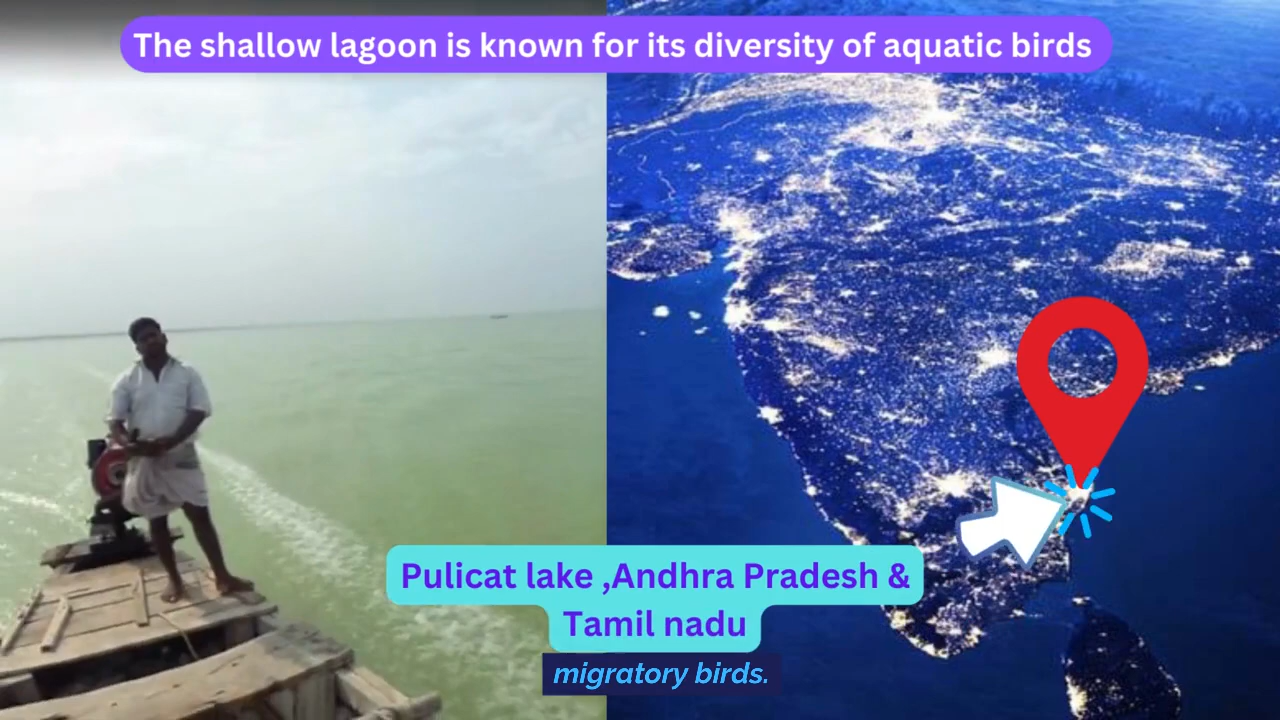 The shallow lagoon is known for its diversity of aquatic birds
Pulicat lake ,Andhra Pradesh &
Tamil nadu
migratory birds.